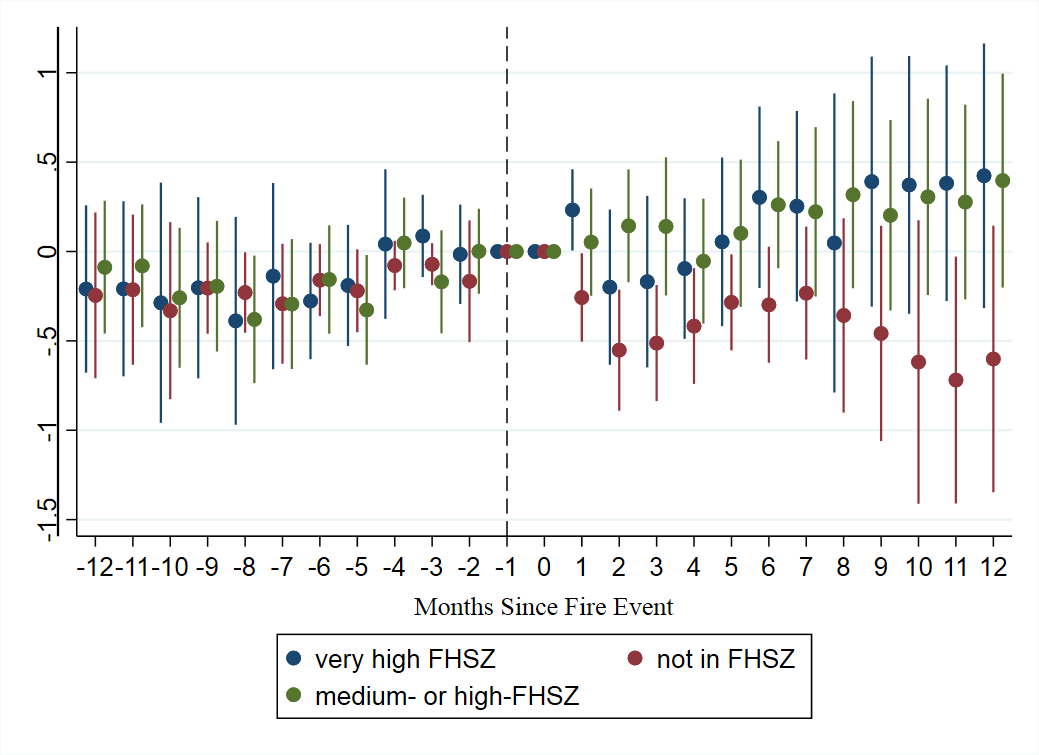 1
.5
0
-.5
-1
-1.5
-12 -11 -10 -9 -8 -7 -6 -5 -4 -3 -2 -1 0 1 2 3 4 5 6 7 8 9 10 11 12
Months Since Fire Event
very high FHSZ not in FHSZ
medium- or high-FHSZ